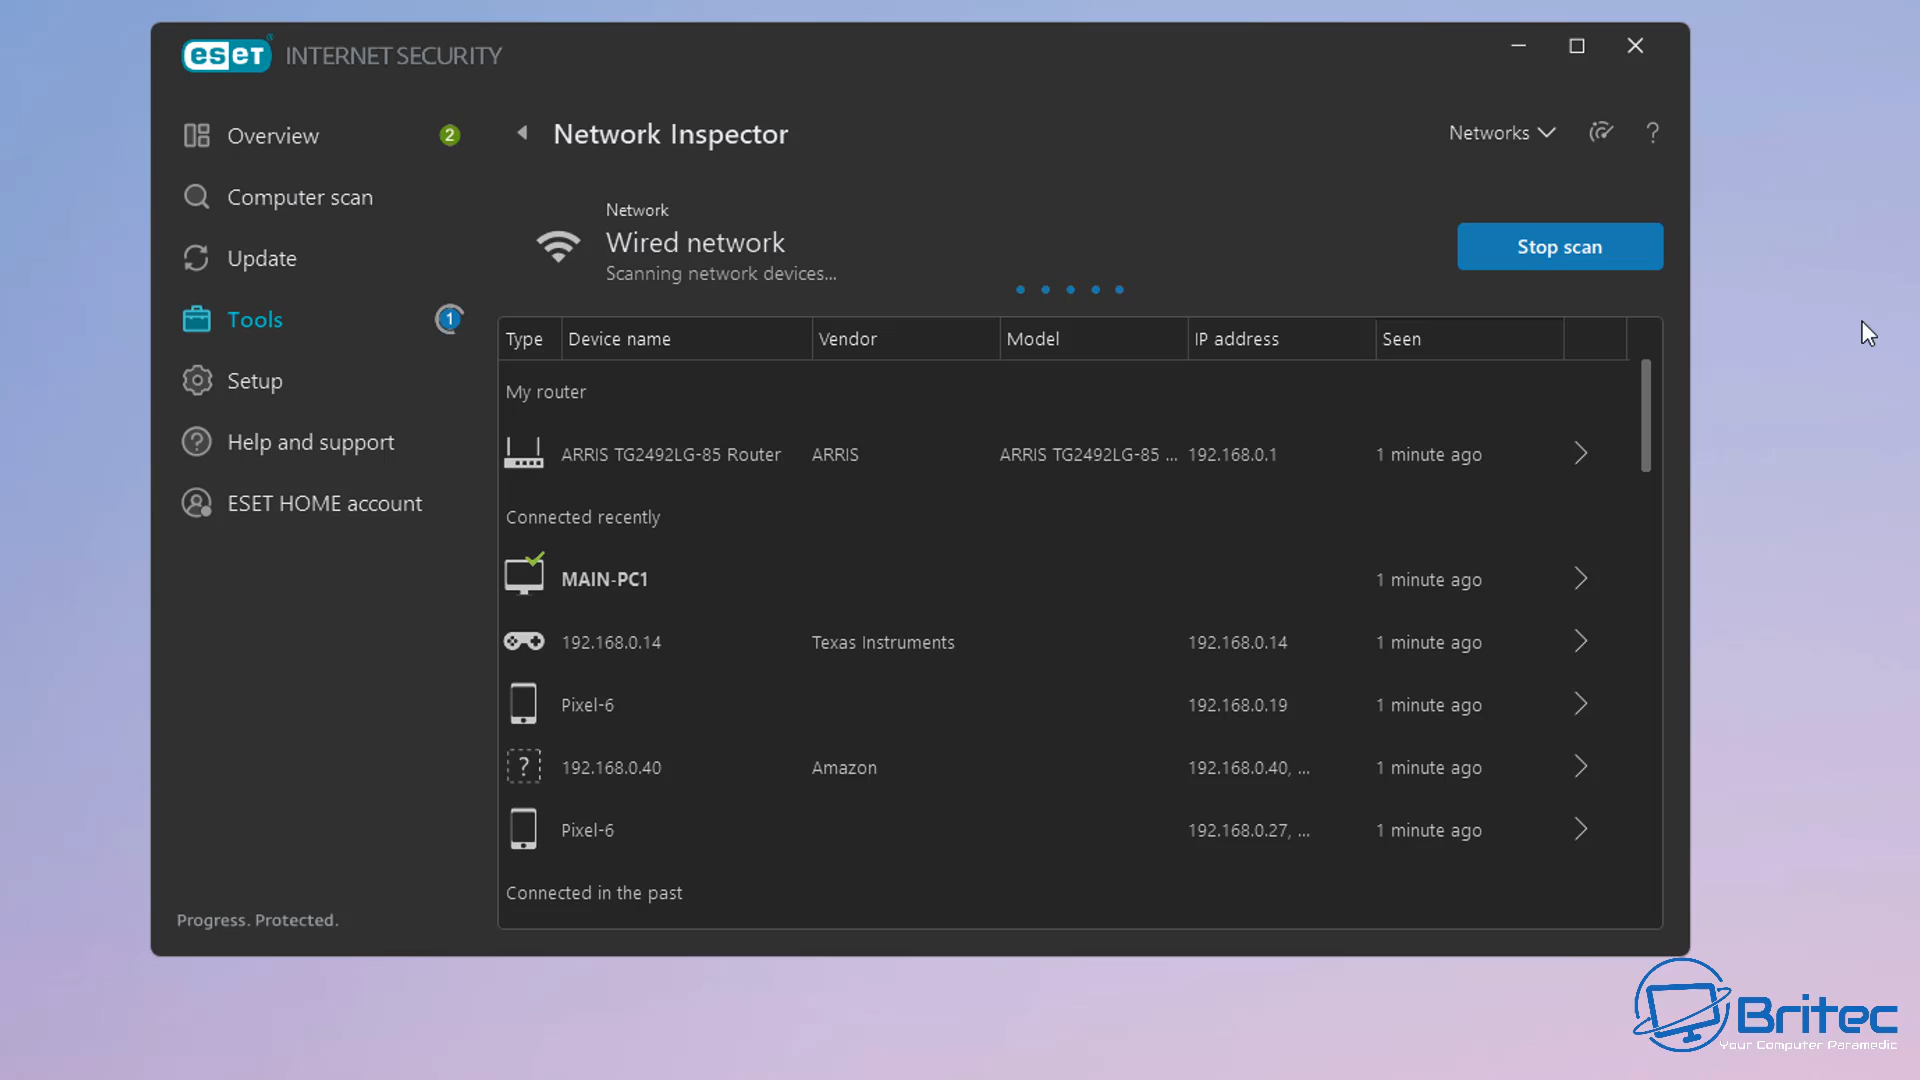 eset INTERNET SECURITY
Overview 2
Computer scan
Update
Tools 1
Setup
Help and support
ESET HOME account
Progress. Protected.
Network Inspector
Networks ?
Network
Wired network
Scanning network devices...
Stop scan
Type Device name Vendor Model IP address Seen
My router
ARRIS TG2492LG-85 Router ARRIS ARRIS TG2492LG-85 ... 192.168.0.1 1 minute ago
Connected recently
MAIN-PC1 1 minute ago
192.168.0.14 Texas Instruments 192.168.0.14 1 minute ago
Pixel-6 192.168.0.19 1 minute ago
? 192.168.0.40 Amazon 192.168.0.40, ... 1 minute ago
Pixel-6 192.168.0.27, ... 1 minute ago
Connected in the past
Britec
Your Computer Paramedic